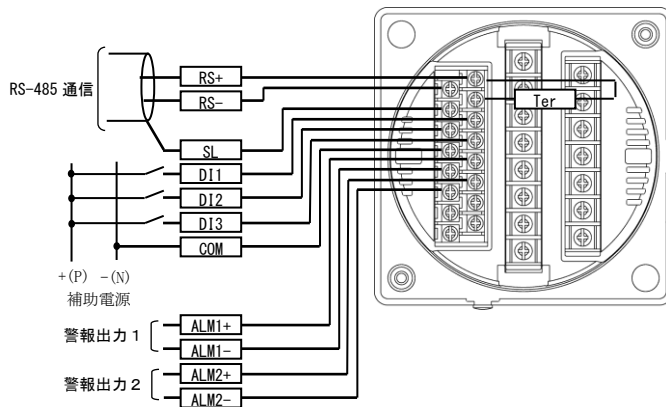 RS-485 通信
RS+
RS-
Ter
SL
DI1
DI2
DI3
COM
+(P) -(N)
補助電源
警報出力1
ALM1+
ALM1-
警報出力2
ALM2+
ALM2-